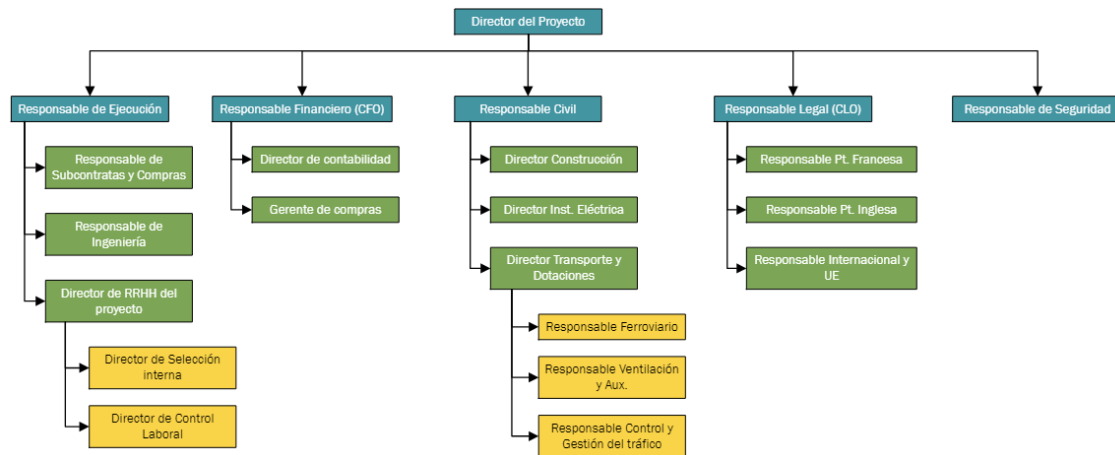 Director del Proyecto
Responsable de Ejecución
Responsable Financiero (CFO)
Responsable Civil
Responsable Legal (CLO)
Responsable de Seguridad
Responsable de
Subcontratas y Compras
Responsable de
Ingeniería
Director de RRHH del
proyecto
Director de Selección
interna
Director de Control
Laboral
Director de contabilidad
Gerente de compras
Director Construcción
Director Inst. Eléctrica
Director Transporte y
Dotaciones
Responsable Ferroviario
Responsable Ventilación
y Aux.
Responsable Control y
Gestión del tráfico
Responsable Pt. Francesa
Responsable Pt. Inglesa
Responsable Internacional y
UE